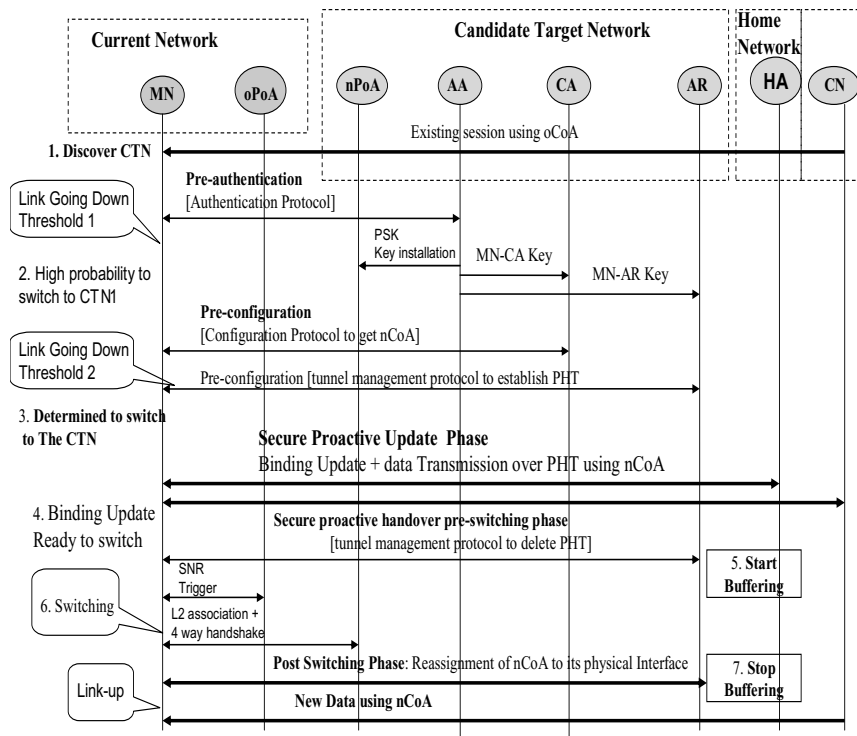 Current Network
Candidate Target Network
Home
Network
MN
oPoA
nPoA
AA
CA
AR
HA
CN
Existing session using oCoA
1. Discover CTN
Pre-authentication
[Authentication Protocol]
Link Going Down
Threshold 1
PSK
Key installation
MN-CA Key
MN-AR Key
2. High probability to
switch to CTN1
Pre-configuration
[Configuration Protocol to get nCoA]
Link Going Down
Threshold 2
Pre-configuration [tunnel management protocol to establish PHT
3. Determined to switch
to The CTN
Secure Proactive Update Phase
Binding Update + data Transmission over PHT using nCoA
4. Binding Update
Ready to switch
Secure proactive handover pre-switching phase
[tunnel management protocol to delete PHT]
5. Start
Buffering
SNR
Trigger
6. Switching
L2 association +
4 way handshake
Post Switching Phase: Reassignment of nCoA to its physical Interface
7. Stop
Buffering
Link-up
New Data using nCoA